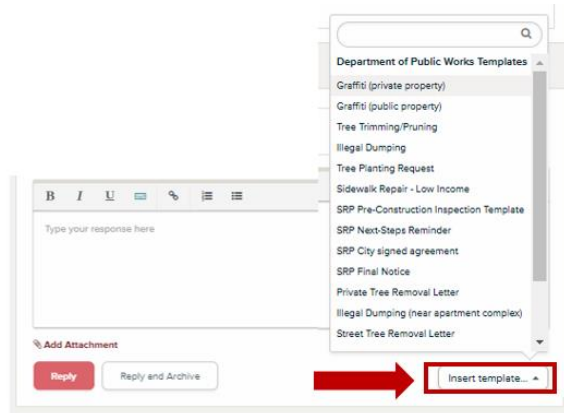 Department of Public Works Templates
Graffiti (private property)
Graffiti (public property)
Tree Trimming/Pruning
Illegal Dumping
Tree Planting Request
Sidewalk Repair - Low Income
SRP Pre-Construction Inspection Template
SRP Next-Steps Reminder
SRP City signed agreement
SRP Final Notice
Private Tree Removal Letter
Illegal Dumping (near apartment complex)
Street Tree Removal Letter
B I U
Type your response here
Add Attachment
Reply
Reply and Archive
Insert template...